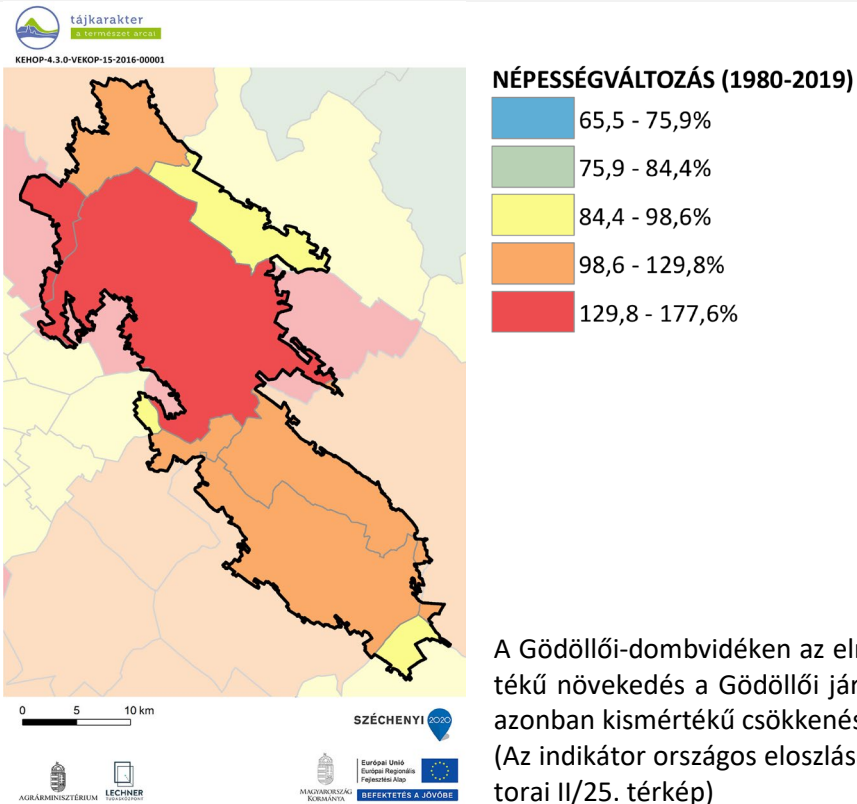 tájkarakter
a természet arcai
KEHOP-4.3.0-VEKOP-15-2016-00001
NÉPESSÉGVÁLTOZÁS (1980-2019)
65,5 - 75,9%
75,9 - 84,4%
84,4 - 98,6%
98,6 - 129,8%
129,8 - 177,6%
A Gödöllői-dombvidéken az eln
tékű növekedés a Gödöllői jár
azonban kismértékű csökkenés
(Az indikátor országos eloszlás
torai II/25. térkép)
0 5 10 km
SZÉCHENYI 2020
AGRÁRMINISZTÉRIUM
LECHNER
TUDÁSKÖZPONT
MAGYARORSZÁG
KORMÁNYA
Európai Unió
Európai Regionális
Fejlesztési Alap
BEFEKTETÉS A JÖVŐBE